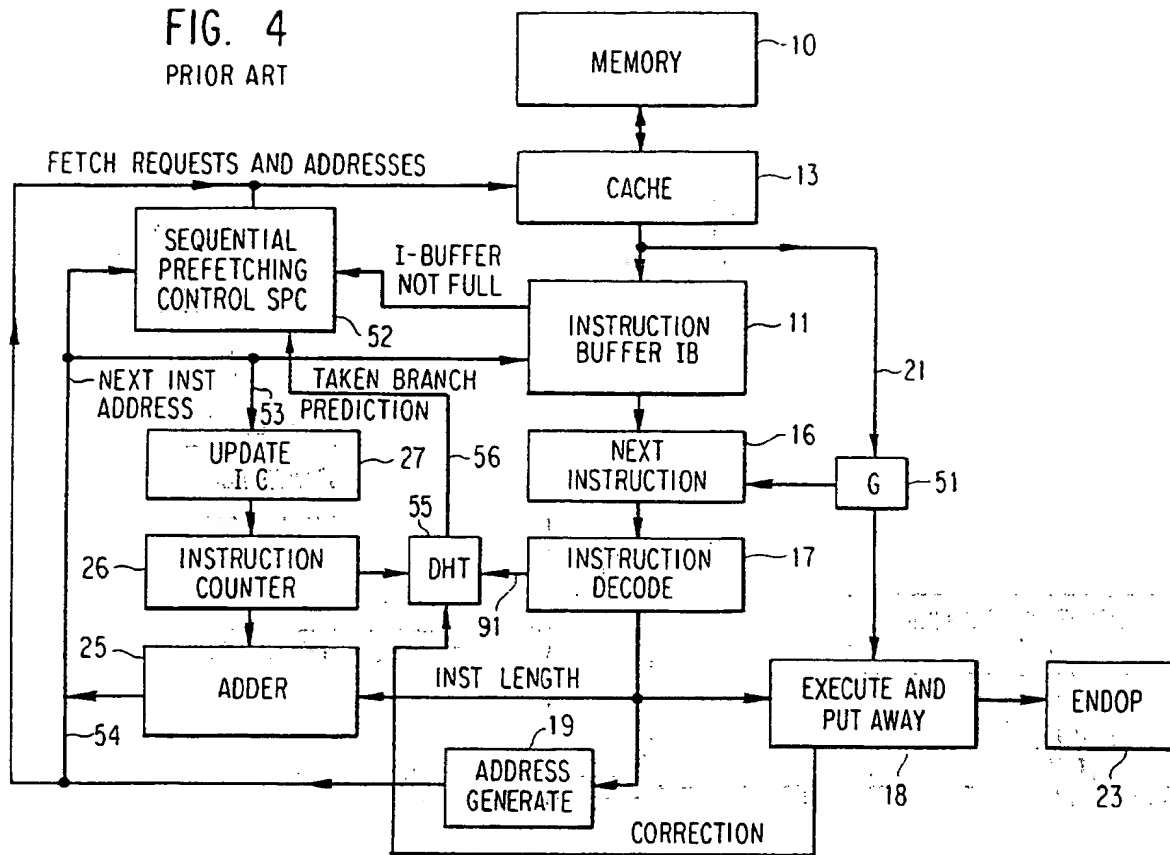 FIG. 4
PRIOR ART
MEMORY
10
FETCH REQUESTS AND ADDRESSES
CACHE
13
SEQUENTIAL
PREFETCHING
CONTROL SPC
52
I-BUFFER
NOT FULL
INSTRUCTION
BUFFER IB
11
21
NEXT INST
ADDRESS
53
TAKEN BRANCH
PREDICTION
UPDATE
I.C.
27
56
NEXT
INSTRUCTION
16
G
51
55
26
INSTRUCTION
COUNTER
DHT
91
INSTRUCTION
DECODE
17
25
ADDER
INST LENGTH
EXECUTE AND
PUT AWAY
18
ENDOP
23
54
19
ADDRESS
GENERATE
CORRECTION